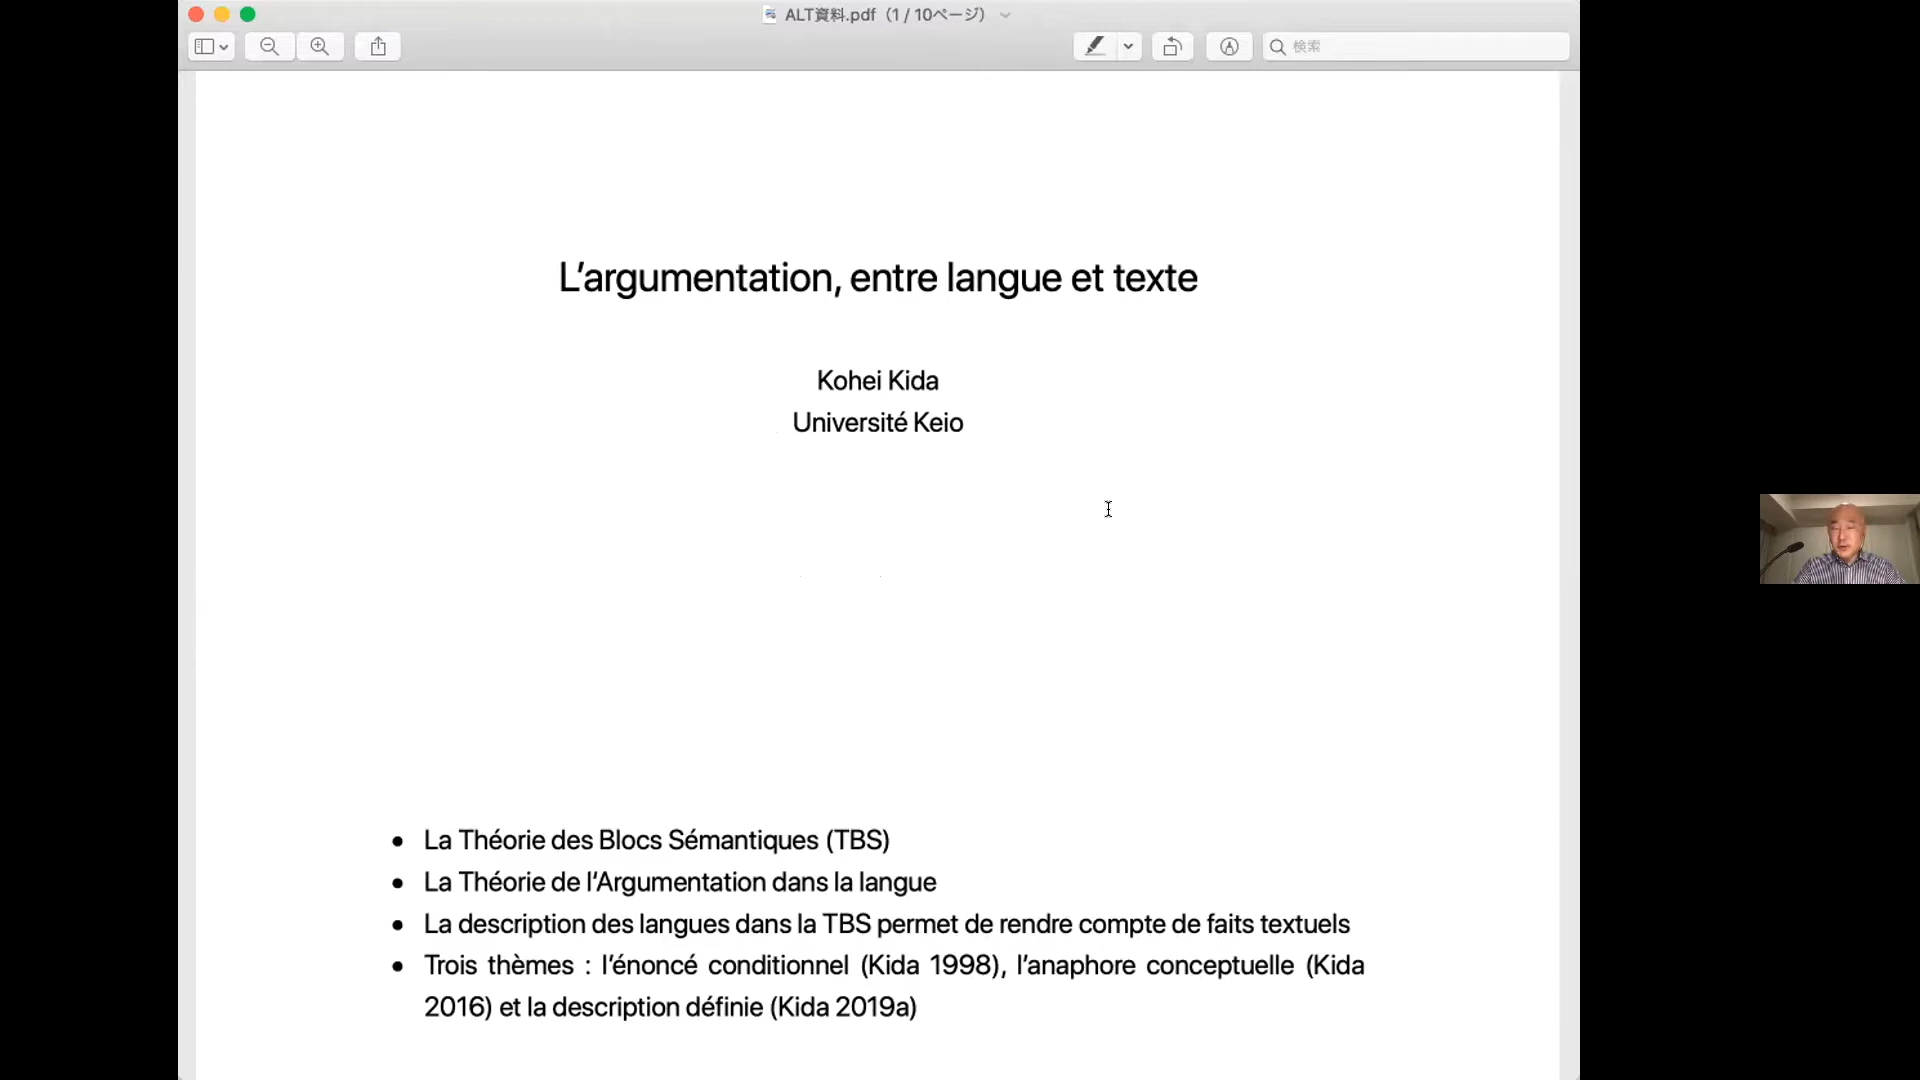 ALT資料.pdf（1 / 10ページ）
検索
L’argumentation, entre langue et texte
Kohei Kida
Université Keio
• La Théorie des Blocs Sémantiques (TBS)
• La Théorie de l‘Argumentation dans la langue
• La description des langues dans la TBS permet de rendre compte de faits textuels
• Trois thèmes : l’énoncé conditionnel (Kida 1998), l’anaphore conceptuelle (Kida
2016) et la description définie (Kida 2019a)